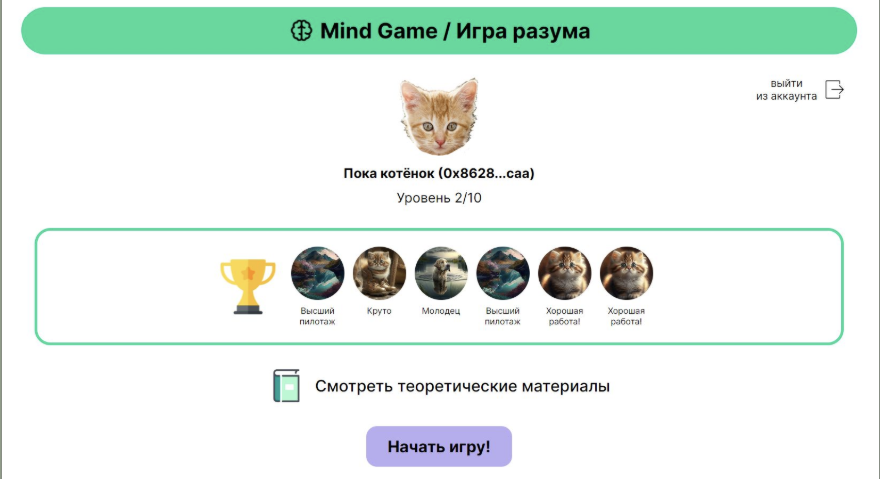 Mind Game / Игра разума
выйти
из аккаунта
Пока котёнок (0x8628...caa)
Уровень 2/10
Высший
пилотаж
Круто
Молодец
Высший
пилотаж
Хорошая
работа!
Хорошая
работа!
Смотреть теоретические материалы
Начать игру!